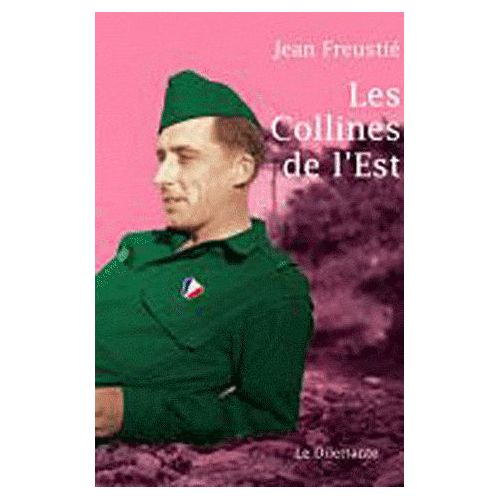 Jean Freustié
Les
Collines
de l'Est
Le Dilettante